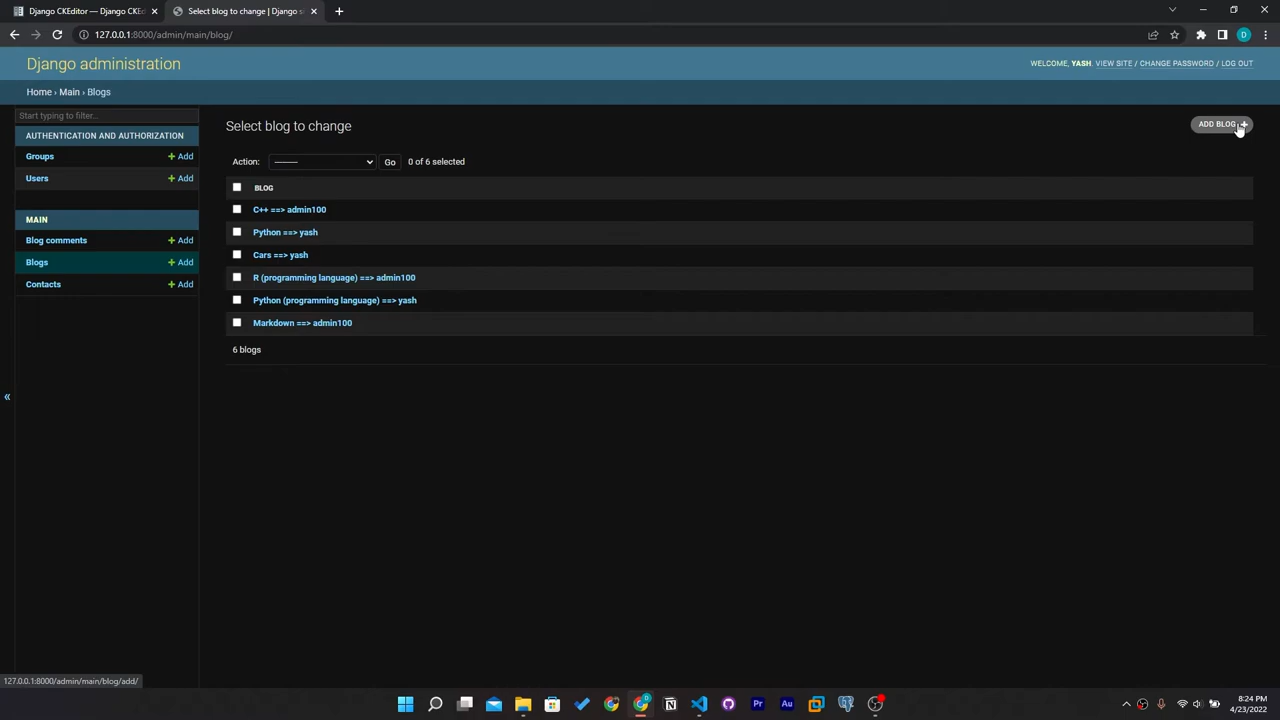 Django CKEditor — Django CKEd
Select blog to change | Django s
127.0.0.1:8000/admin/main/blog/
D
Django administration
WELCOME, YASH. VIEW SITE / CHANGE PASSWORD / LOG OUT
Home › Main › Blogs
Start typing to filter...
AUTHENTICATION AND AUTHORIZATION
Groups + Add
Users + Add
MAIN
Blog comments + Add
Blogs + Add
Contacts + Add
«
Select blog to change
ADD BLOG +
Action: --------- Go 0 of 6 selected
BLOG
C++ ==> admin100
Python ==> yash
Cars ==> yash
R (programming language) ==> admin100
Python (programming language) ==> yash
Markdown ==> admin100
6 blogs
127.0.0.1:8000/admin/main/blog/add/
D
N
Pr
Au
8:24 PM
4/23/2022